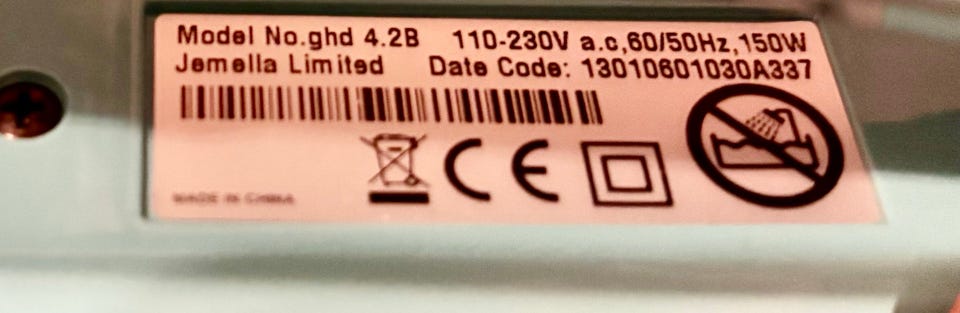 Model No.ghd 4.2B 110-230V a.c,60/50Hz,150W
Jemella Limited Date Code: 13010601030A337
CE
MADE IN CHINA